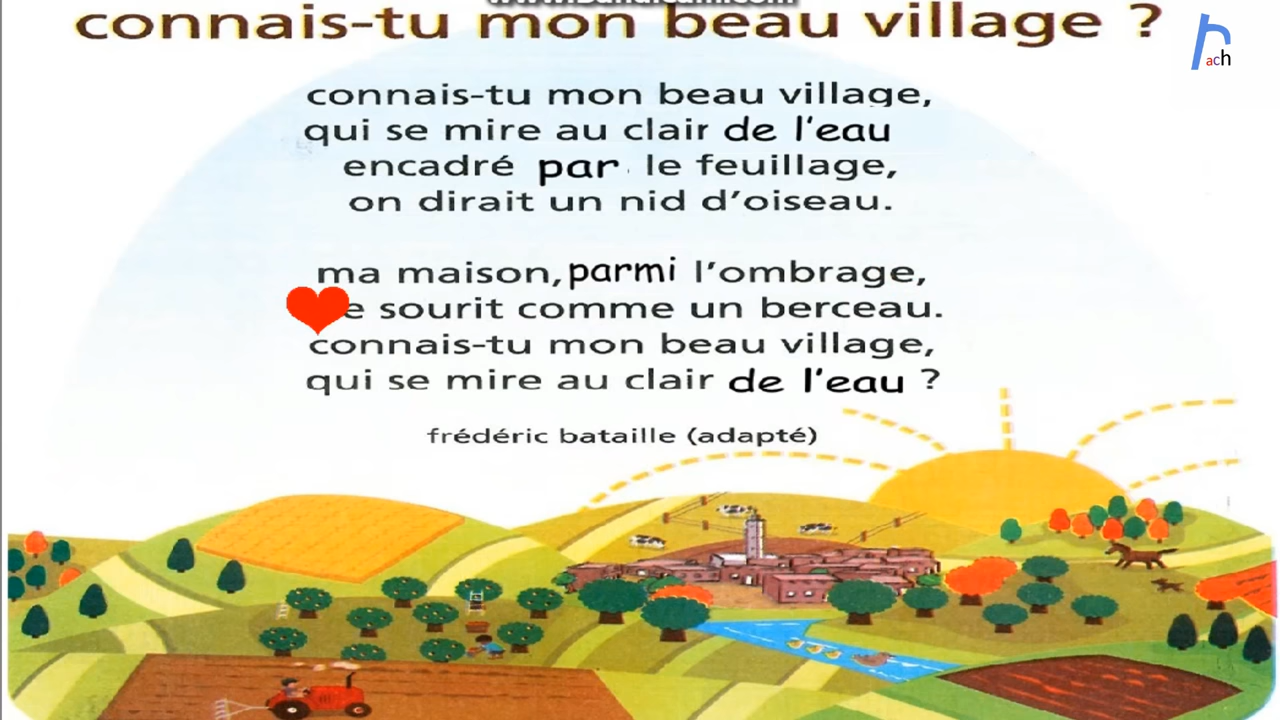 connais-tu mon beau village ?
connais-tu mon beau village,
qui se mire au clair de l'eau
encadré par le feuillage,
on dirait un nid d'oiseau.
ma maison, parmi l'ombrage,
sourit comme un berceau.
connais-tu mon beau village,
qui se mire au clair de l'eau ?
frédéric bataille (adapté)
ach